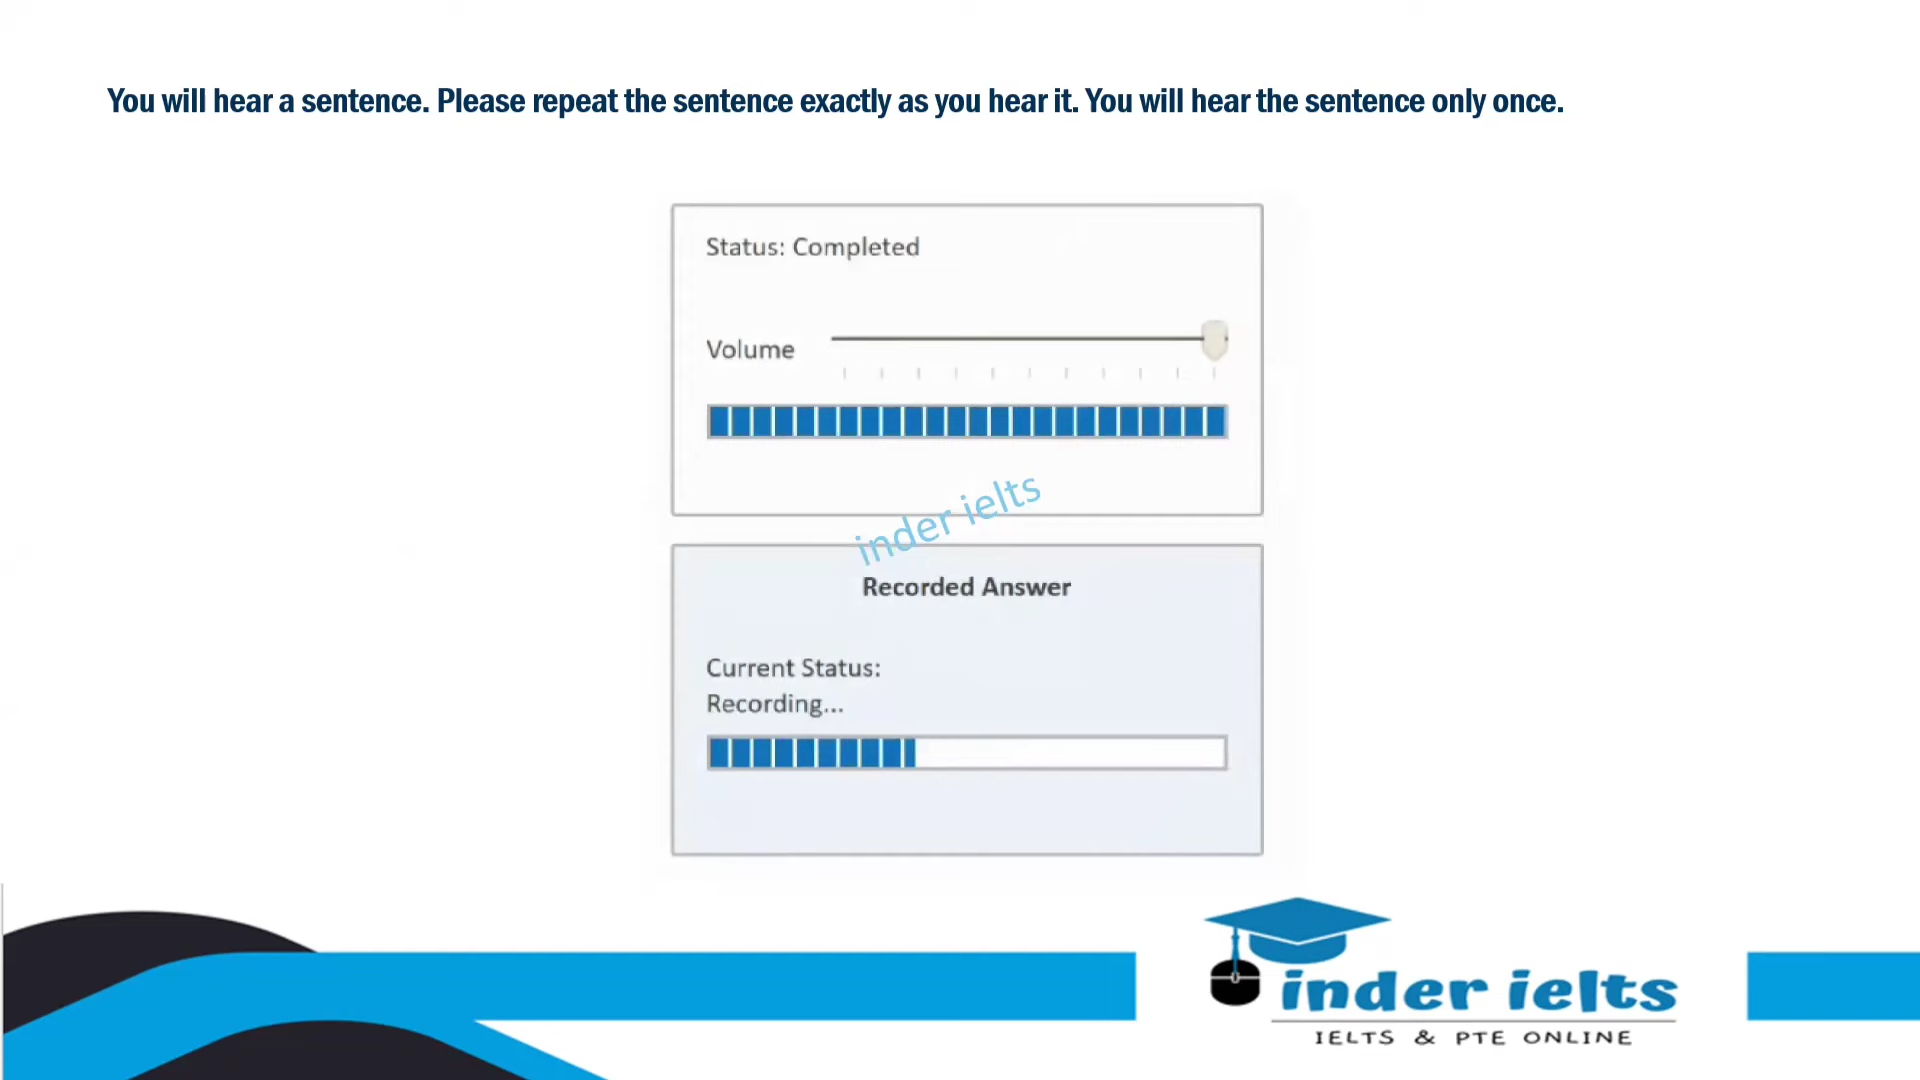 You will hear a sentence. Please repeat the sentence exactly as you hear it. You will hear the sentence only once.
Status: Completed
Volume
inder ielts
Recorded Answer
Current Status:
Recording...
inder ielts
IELTS & PTE ONLINE